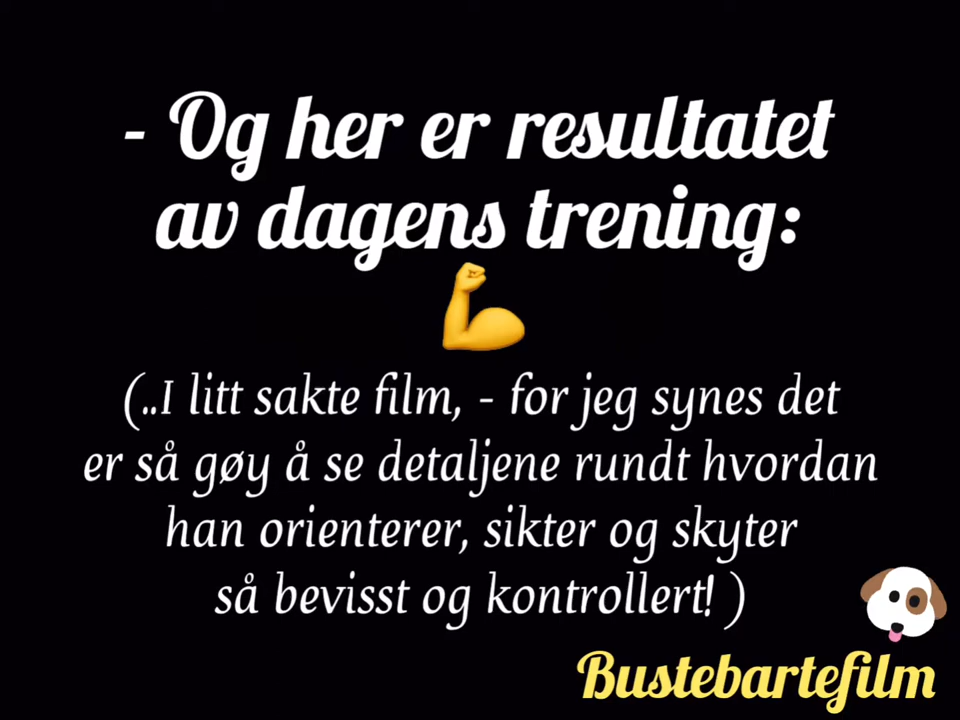 - Og her er resultatet
av dagens trening:
(..I litt sakte film, - for jeg synes det
er så gøy å se detaljene rundt hvordan
han orienterer, sikter og skyter
så bevisst og kontrollert! )
Bustebartefilm